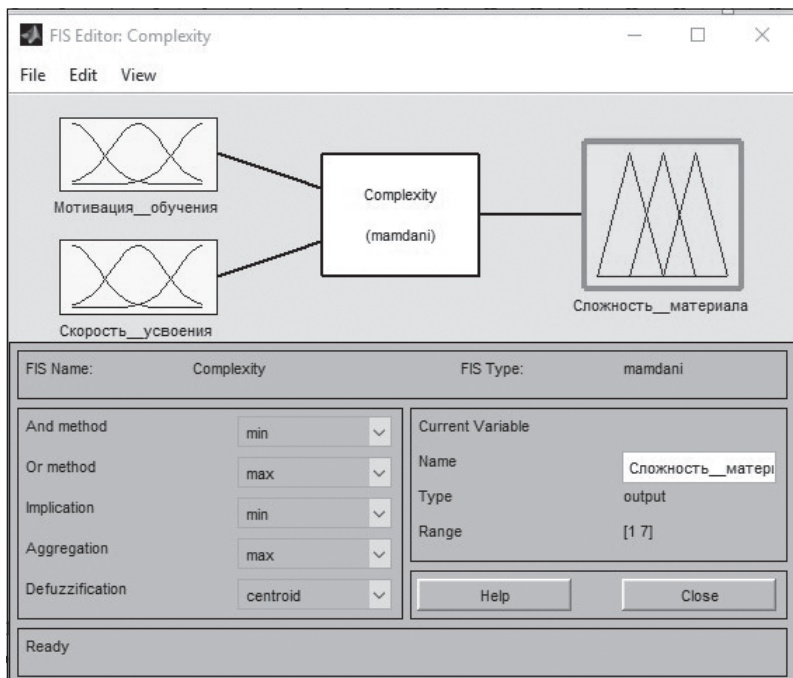 FIS Editor: Complexity
File Edit View
Мотивация__обучения
Скорость__усвоения
Complexity
(mamdani)
Сложность__материала
FIS Name: Complexity FIS Type: mamdani
And method min
Or method max
Implication min
Aggregation max
Defuzzification centroid
Current Variable
Name Сложность__матери
Type output
Range [1 7]
Help Close
Ready